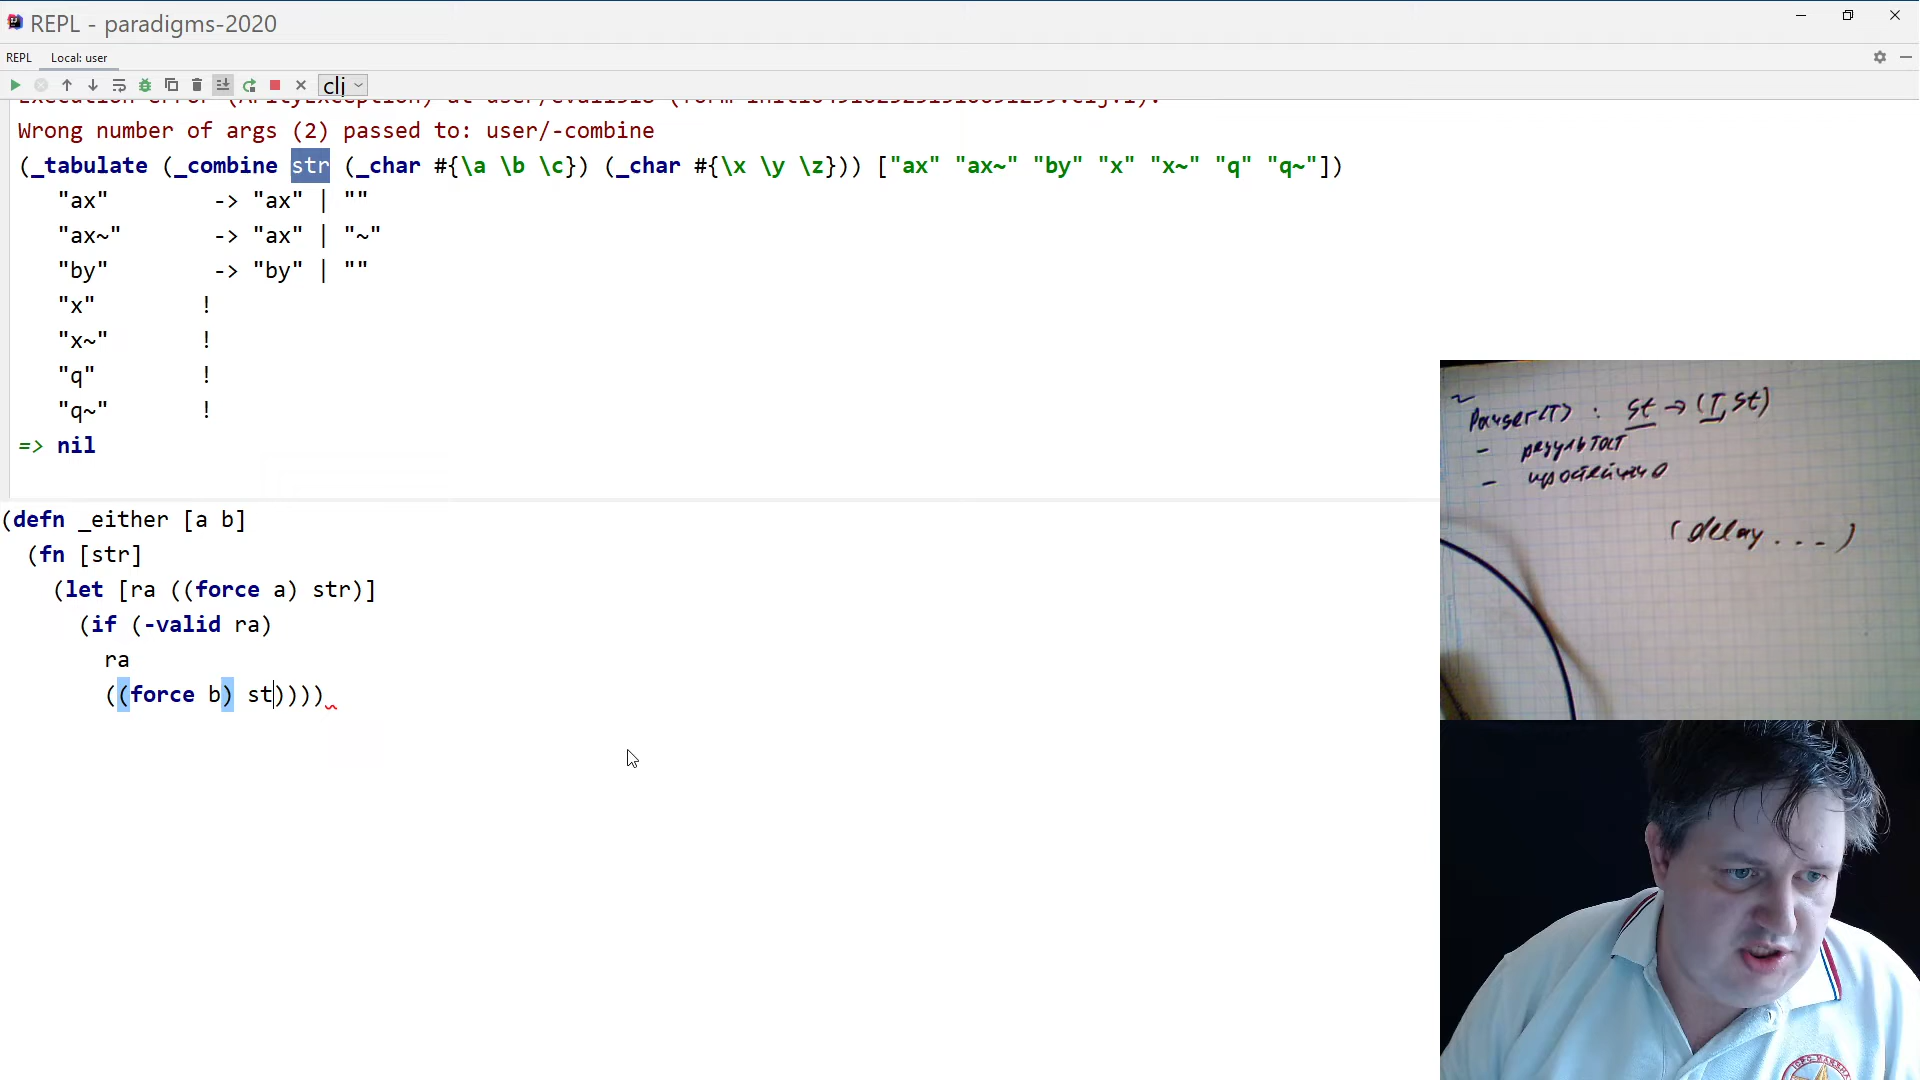 REPL - paradigms-2020
REPL Local: user
clj
Wrong number of args (2) passed to: user/-combine
(_tabulate (_combine str (_char #{\a \b \c}) (_char #{\x \y \z})) ["ax" "ax~" "by" "x" "x~" "q" "q~"])
"ax" -> "ax" | ""
"ax~" -> "ax" | "~"
"by" -> "by" | ""
"x" !
"x~" !
"q" !
"q~" !
=> nil
(defn _either [a b]
(fn [str]
(let [ra ((force a) str)]
(if (-valid ra)
ra
((force b) st))))
Parser(T) : St → (T, St)
- результат
(delay . . . )